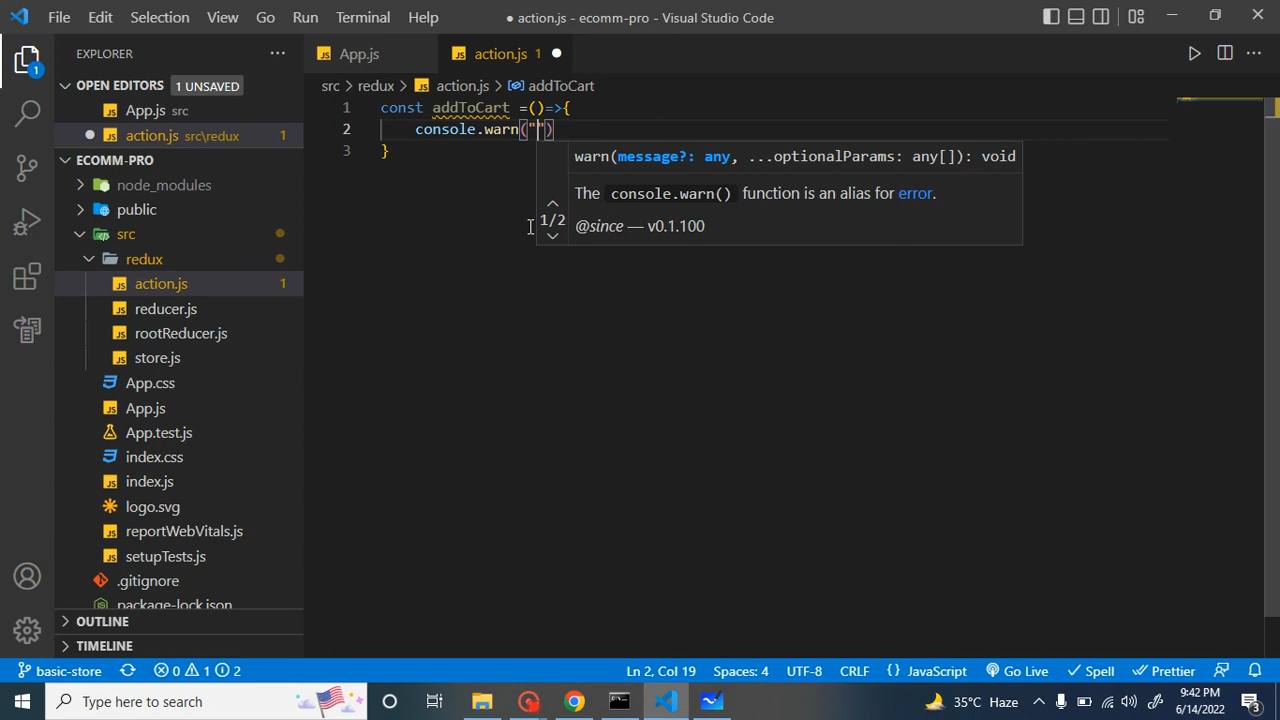 File Edit Selection View Go Run Terminal Help
● action.js - ecomm-pro - Visual Studio Code
EXPLORER
OPEN EDITORS 1 UNSAVED
App.js src
action.js src\redux 1
ECOMM-PRO
node_modules
public
src
redux
action.js 1
reducer.js
rootReducer.js
store.js
App.css
App.js
App.test.js
index.css
index.js
logo.svg
reportWebVitals.js
setupTests.js
.gitignore
package-lock.json
OUTLINE
TIMELINE
App.js
action.js 1
src > redux > JS action.js > addToCart
1 const addToCart =()=>{
2 console.warn("")
3 }
warn(message?: any, ...optionalParams: any[]): void
The console.warn() function is an alias for error.
1/2
@since — v0.1.100
basic-store 0 1 2
Ln 2, Col 19 Spaces: 4 UTF-8 CRLF {} JavaScript Go Live Spell Prettier
Type here to search
35°C Haze
9:42 PM
6/14/2022
3